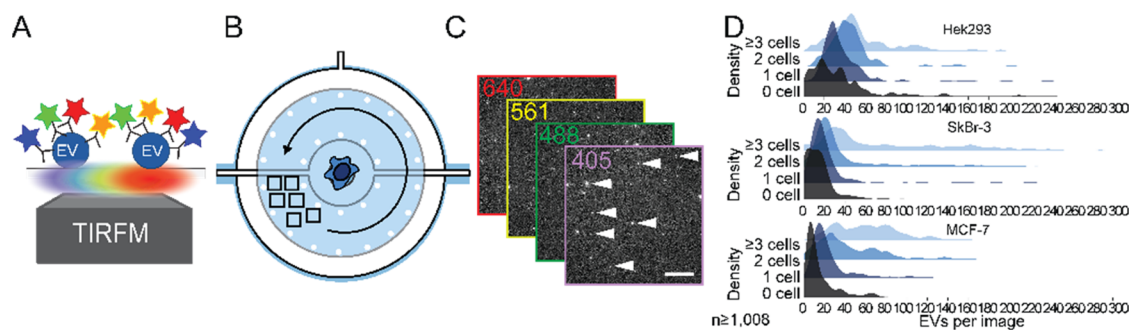 A
EV
EV
TIRFM
B
C
640
561
488
405
D
Hek293
Density
≥3 cells
2 cells
1 cell
0 cell
0 20 40 60 80 100 120 140 160 180 200 220 240 260 280 300
SkBr-3
Density
≥3 cells
2 cells
1 cell
0 cell
0 20 40 60 80 100 120 140 160 180 200 220 240 260 280 300
MCF-7
Density
≥3 cells
2 cells
1 cell
0 cell
0 20 40 60 80 100 120 140 160 180 200 220 240 260 280 300
n≥1,008
EVs per image